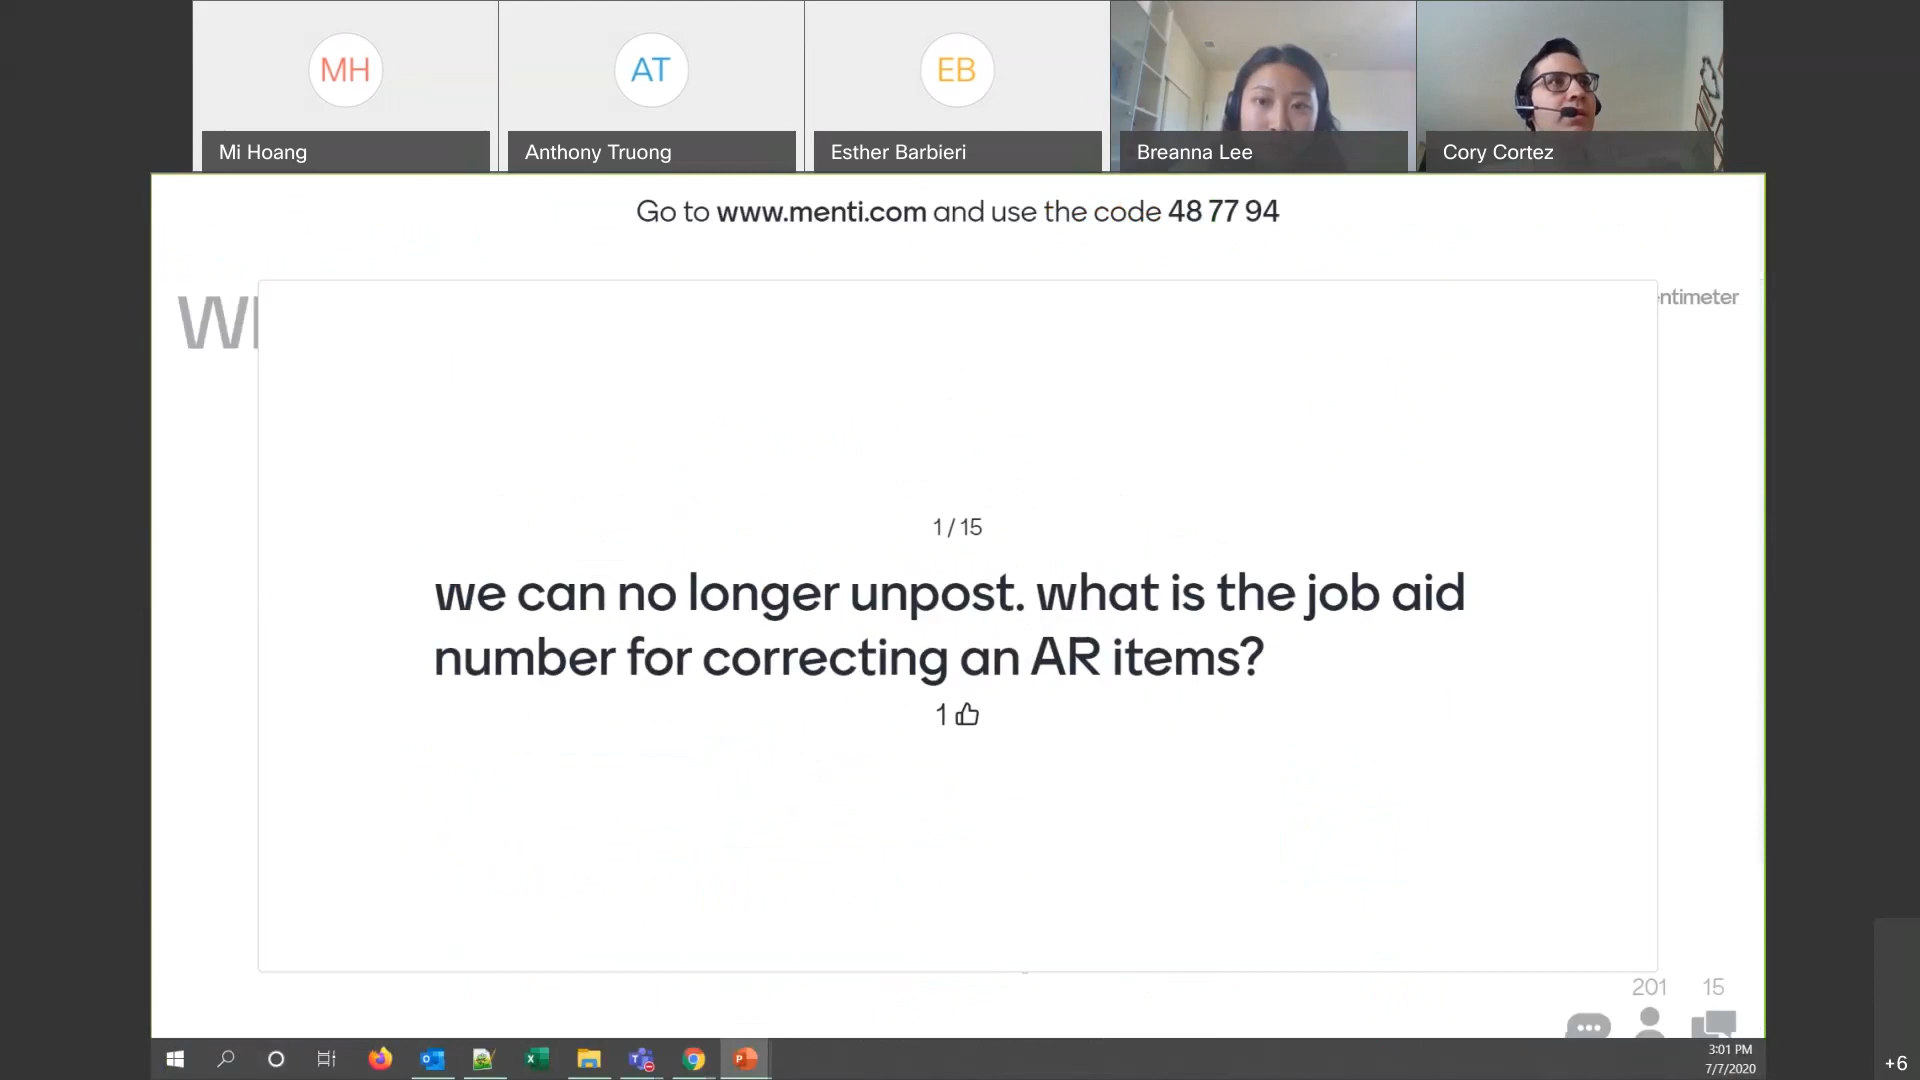 MH
AT
EB
Mi Hoang
Anthony Truong
Esther Barbieri
Breanna Lee
Cory Cortez
Go to www.menti.com and use the code 48 77 94
entimeter
1 / 15
we can no longer unpost. what is the job aid
number for correcting an AR items?
1
201
15
3:01 PM
7/7/2020
+6